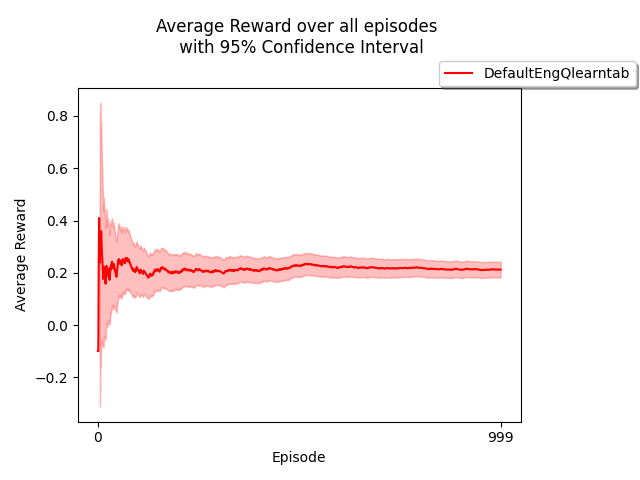 Average Reward over all episodes
with 95% Confidence Interval
DefaultEngQlearntab
0.8
0.6
0.4
0.2
0.0
−0.2
Average Reward
0
999
Episode